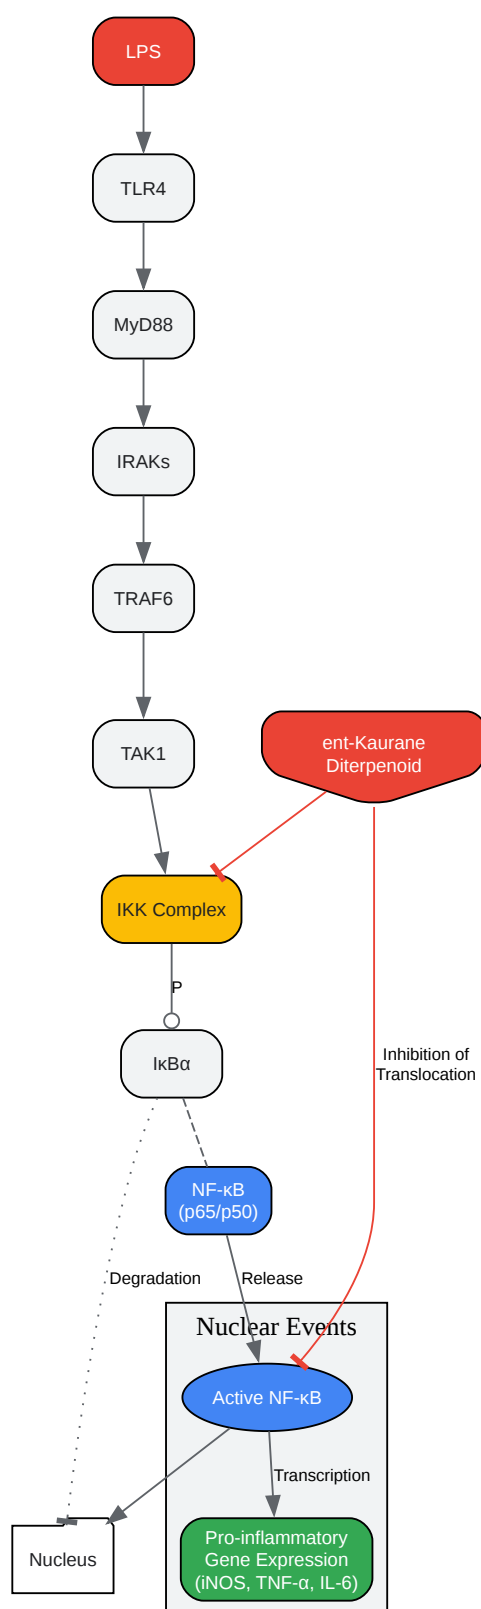 LPS
TLR4
MyD88
IRAKs
TRAF6
TAK1
ent-Kaurane
Diterpenoid
IKK Complex
P
IκBα
Inhibition of
Translocation
NF-κB
(p65/p50)
Degradation
Release
Nuclear Events
Active NF-κB
Transcription
Nucleus
Pro-inflammatory
Gene Expression
(iNOS, TNF-α, IL-6)